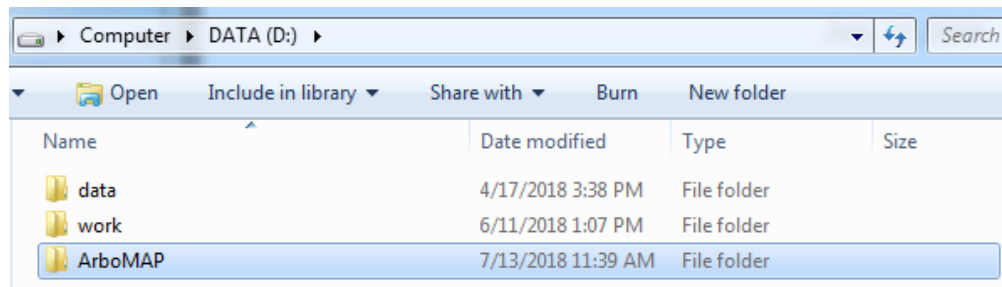 Computer DATA (D:) Search
Open Include in library Share with Burn New folder
Name Date modified Type Size
data 4/17/2018 3:38 PM File folder
work 6/11/2018 1:07 PM File folder
ArboMAP 7/13/2018 11:39 AM File folder